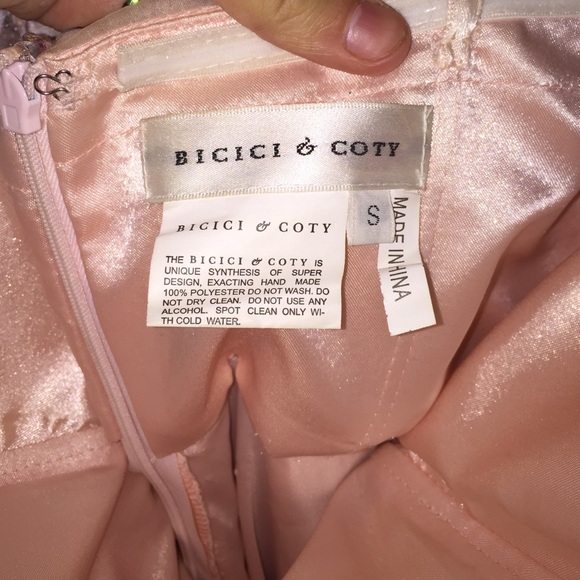 BICICI & COTY
BICICI & COTY
THE BICICI & COTY IS
UNIQUE SYNTHESIS OF SUPER
DESIGN, EXACTING HAND MADE
100% POLYESTER DO NOT WASH. DO
NOT DRY CLEAN. DO NOT USE ANY
ALCOHOL. SPOT CLEAN ONLY WI-
TH COLD WATER.
S
MADE IN
HINA